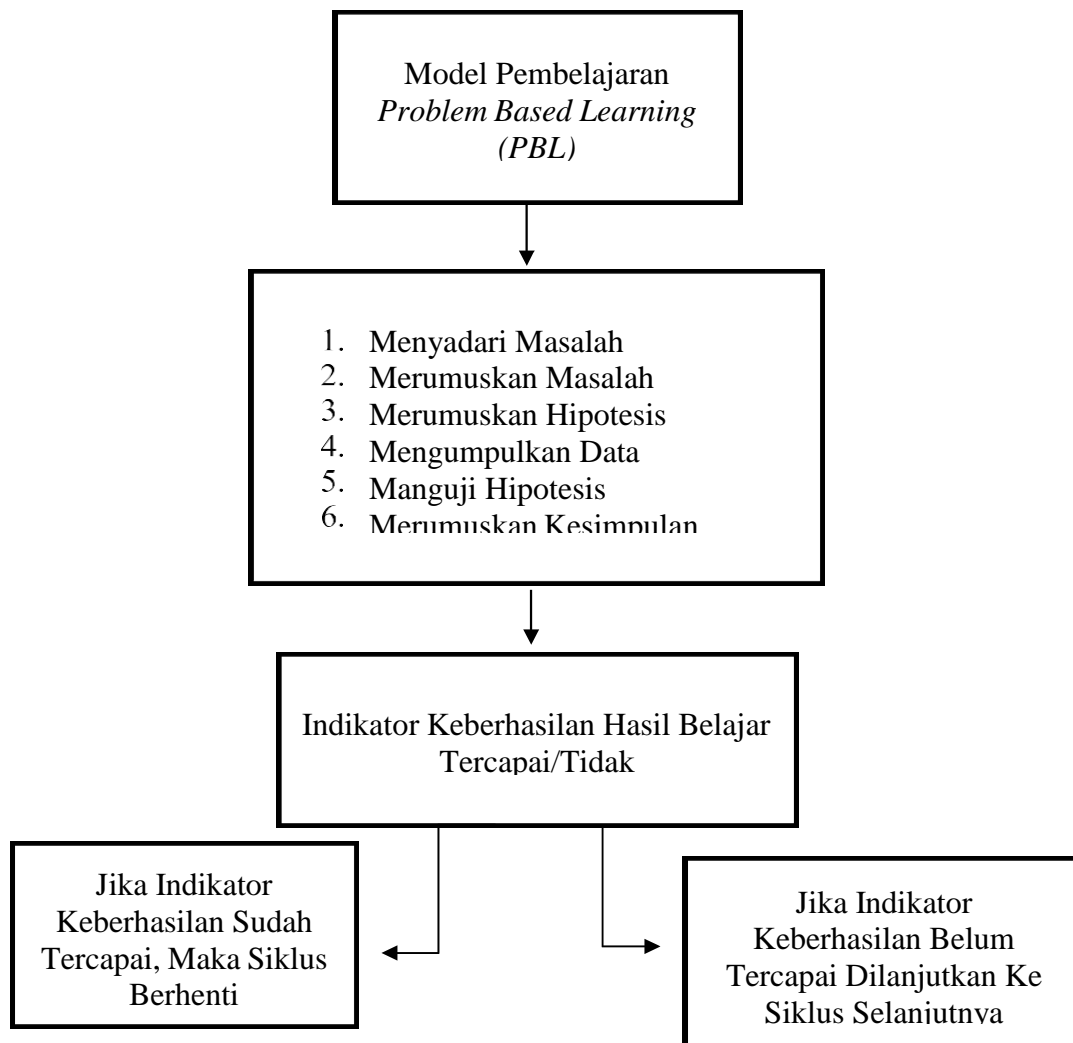 Model Pembelajaran
Problem Based Learning
(PBL)
1. Menyadari Masalah
2. Merumuskan Masalah
3. Merumuskan Hipotesis
4. Mengumpulkan Data
5. Manguji Hipotesis
6. Merumuskan Kesimpulan
Indikator Keberhasilan Hasil Belajar
Tercapai/Tidak
Jika Indikator
Keberhasilan Sudah
Tercapai, Maka Siklus
Berhenti
Jika Indikator
Keberhasilan Belum
Tercapai Dilanjutkan Ke
Siklus Selanjutnya